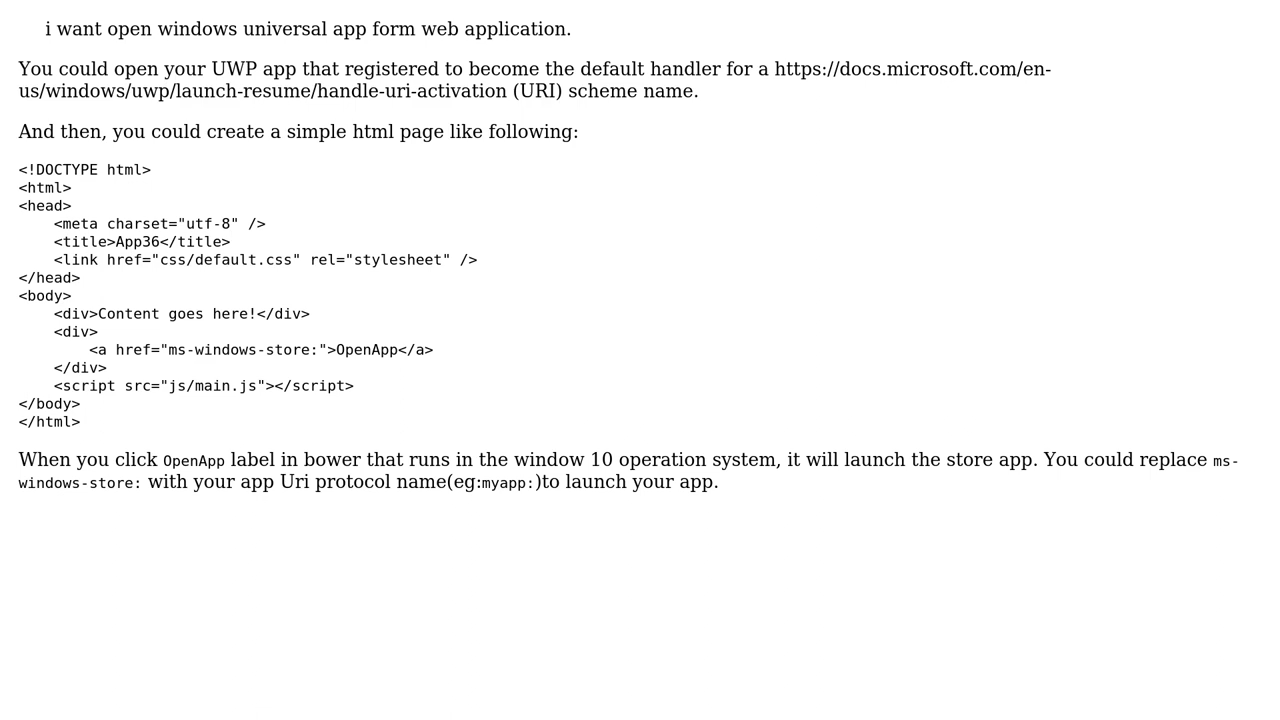 i want open windows universal app form web application.
You could open your UWP app that registered to become the default handler for a https://docs.microsoft.com/en-
us/windows/uwp/launch-resume/handle-uri-activation (URI) scheme name.
And then, you could create a simple html page like following:
<!DOCTYPE html>
<html>
<head>
    <meta charset="utf-8" />
    <title>App36</title>
    <link href="css/default.css" rel="stylesheet" />
</head>
<body>
    <div>Content goes here!</div>
    <div>
        <a href="ms-windows-store:">OpenApp</a>
    </div>
    <script src="js/main.js"></script>
</body>
</html>
When you click OpenApp label in bower that runs in the window 10 operation system, it will launch the store app. You could replace ms-
windows-store: with your app Uri protocol name(eg:myapp:)to launch your app.